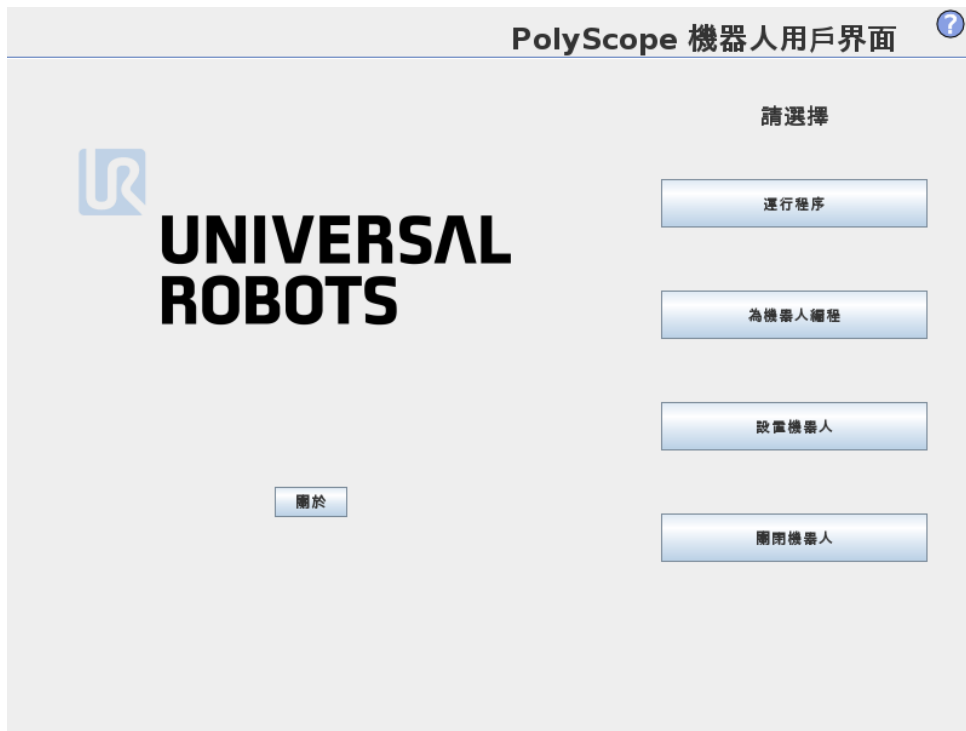 PolyScope 機器人用戶界面
?
請選擇
UR
UNIVERSAL
ROBOTS
運行程序
為機器人編程
設置機器人
關於
關閉機器人